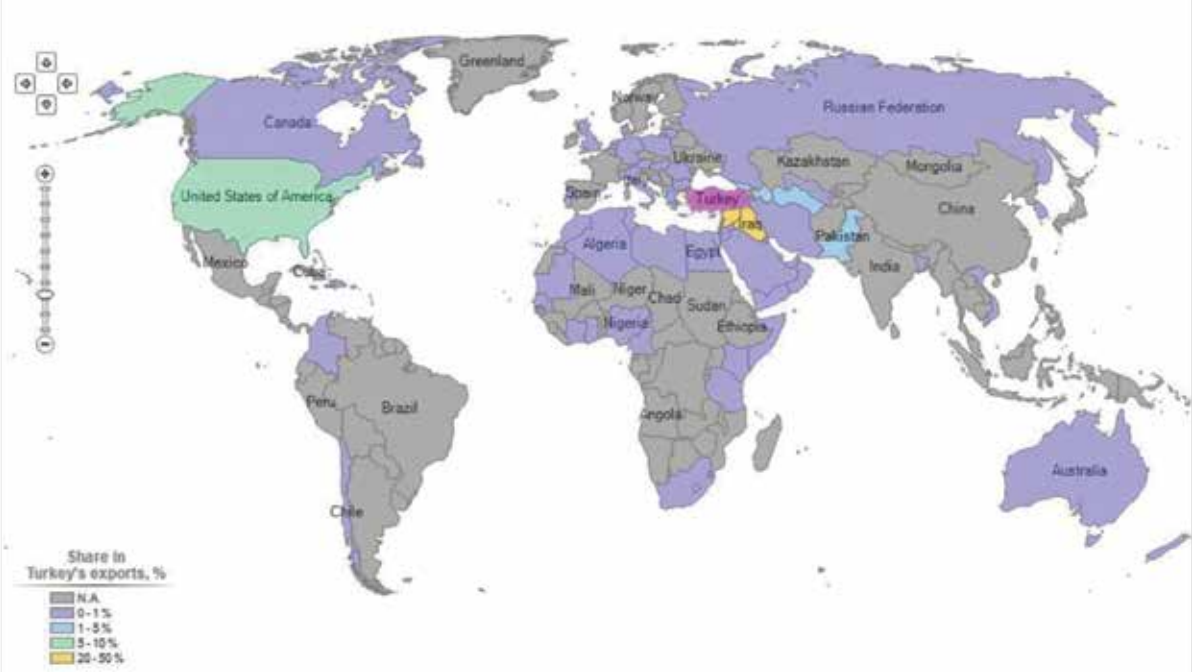 Greenland
Norway
Russian Federation
Canada
Ukraine
Kazakhstan
Mongolia
United States of America
Spain
Turkey
China
Iraq
Pakistan
Algeria
Egypt
India
Mexico
Cuba
Mali
Niger
Chad
Sudan
Nigeria
Ethiopia
Peru
Brazil
Angola
Australia
Chile
Share in
Turkey's exports, %
N.A.
0-1%
1-5%
5-10%
20-50%